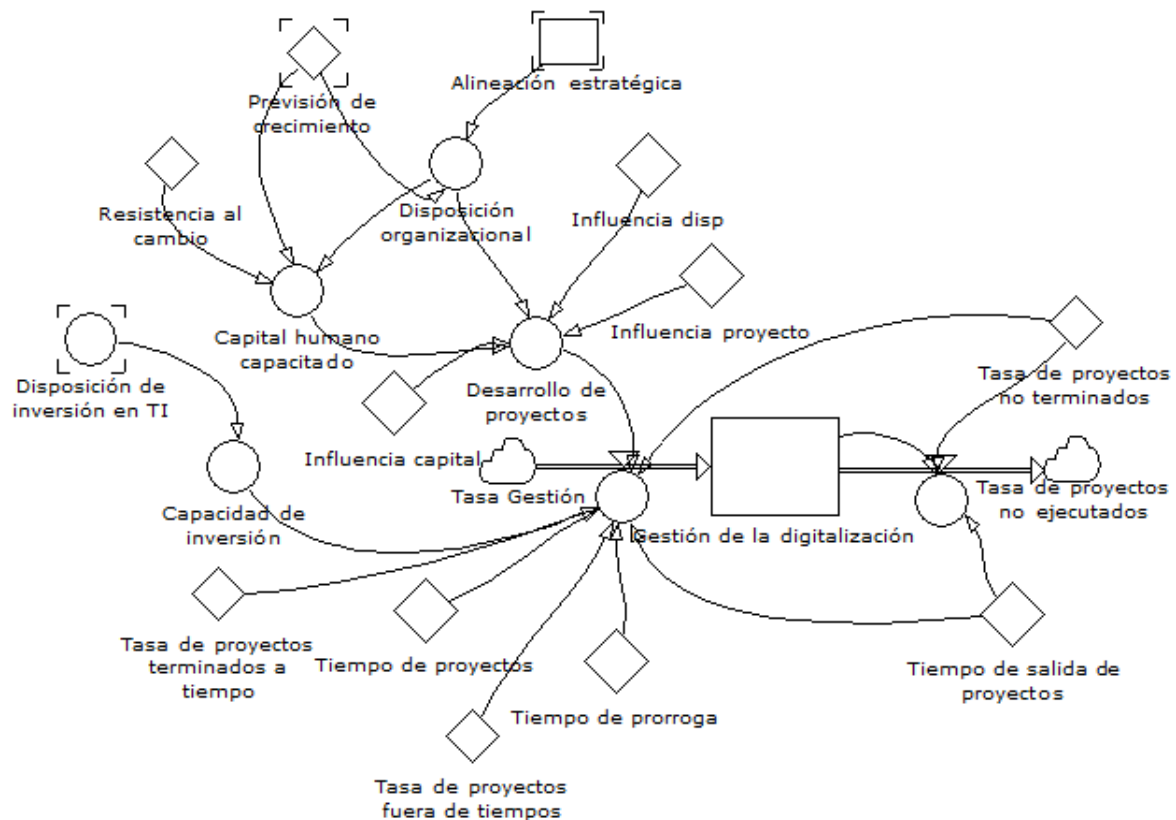 Alineación estratégica
Previsión de
crecimiento
Resistencia al
cambio
Disposición
organizacional
Influencia disp
Capital humano
capacitado
Influencia proyecto
Disposición de
inversión en TI
Desarrollo de
proyectos
Tasa de proyectos
no terminados
Influencia capital
Tasa Gestión
Tasa de proyectos
no ejecutados
Capacidad de
inversión
Gestión de la digitalización
Tasa de proyectos
terminados a
tiempo
Tiempo de proyectos
Tiempo de salida de
proyectos
Tiempo de prorroga
Tasa de proyectos
fuera de tiempos